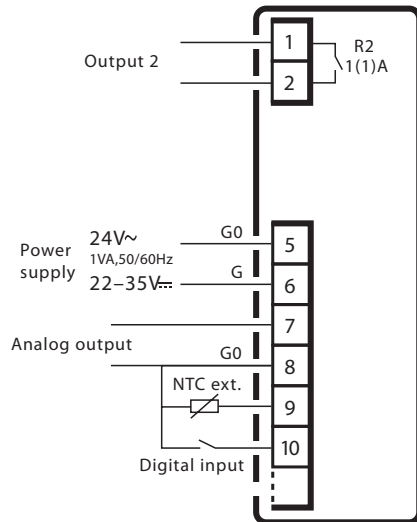 1
R2
1(1)A
Output 2
2
24V~
G0
5
1VA,50/60Hz
Power
supply
22–35V⎓
G
6
7
Analog output
G0
8
NTC ext.
9
10
Digital input